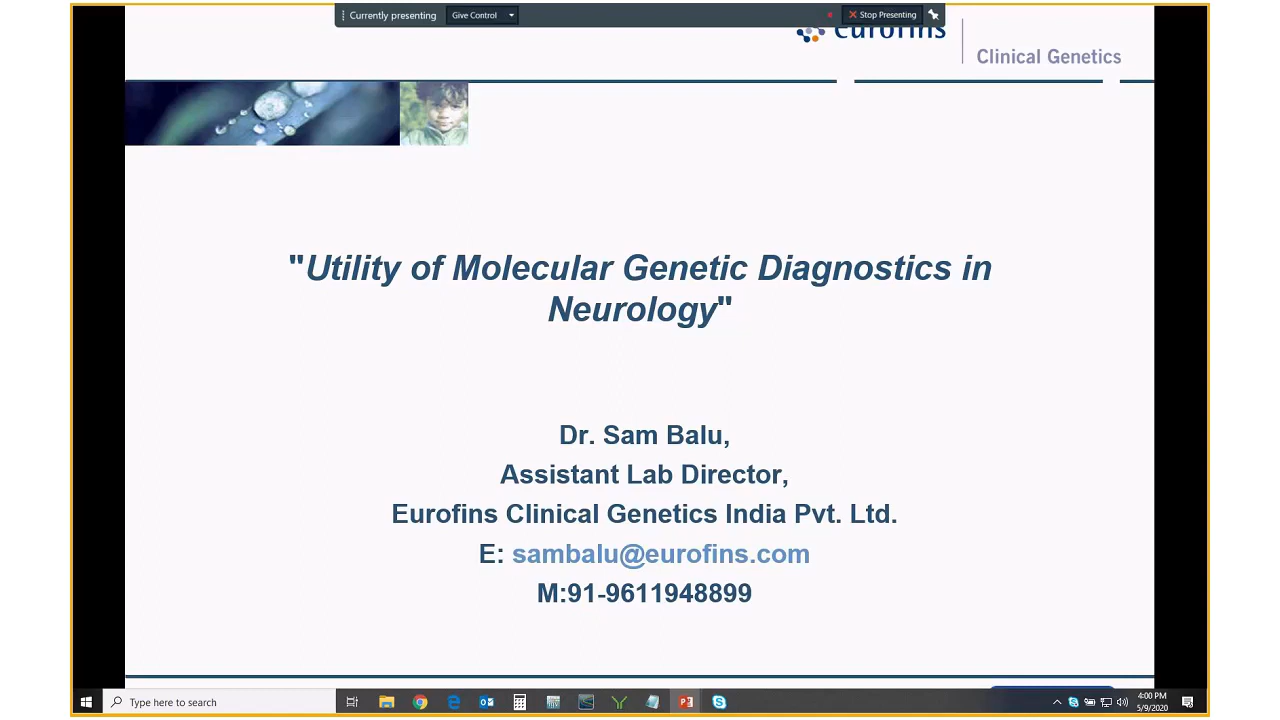 Currently presenting Give Control Stop Presenting
eurofins
Clinical Genetics
"Utility of Molecular Genetic Diagnostics in
Neurology"
Dr. Sam Balu,
Assistant Lab Director,
Eurofins Clinical Genetics India Pvt. Ltd.
E: sambalu@eurofins.com
M:91-9611948899
Type here to search
4:00 PM
5/9/2020